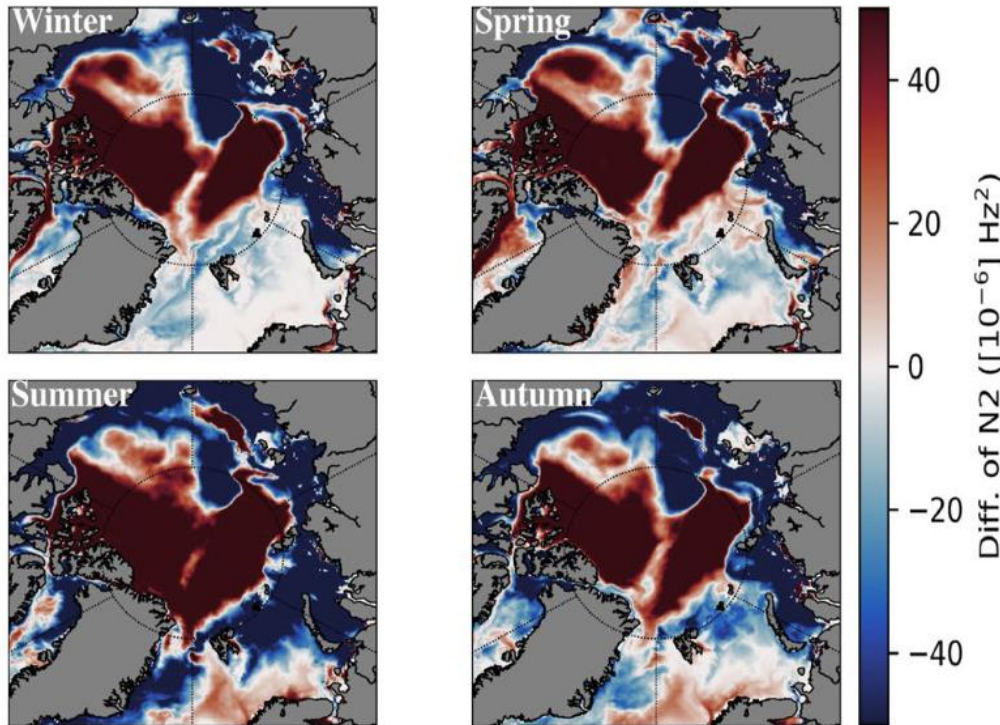 Winter
Spring
Summer
Autumn
40
20
0
−20
−40
Diff. of N2 ([10⁻⁶] Hz²)